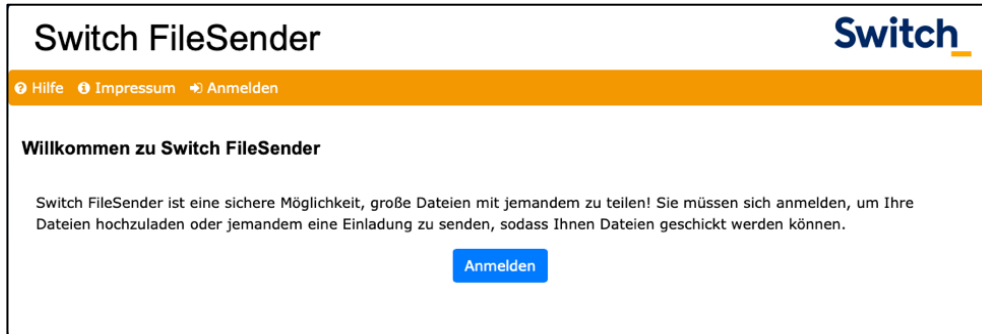 Switch FileSender
Switch_
Hilfe Impressum Anmelden
Willkommen zu Switch FileSender
Switch FileSender ist eine sichere Möglichkeit, große Dateien mit jemandem zu teilen! Sie müssen sich anmelden, um Ihre
Dateien hochzuladen oder jemandem eine Einladung zu senden, sodass Ihnen Dateien geschickt werden können.
Anmelden